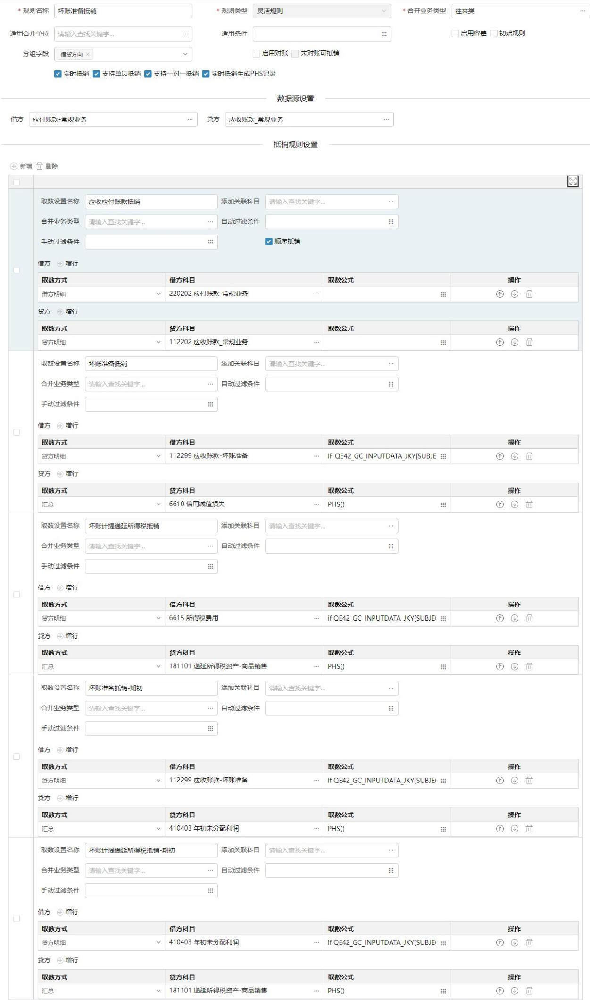 * 规则名称 坏账准备抵销 * 规则类型 灵活规则 * 合并业务类型 往来类 ...
适用合并单位 请输入查找关键字... ... 适用条件 启用容差 初始规则
分组字段 借贷方向 × 启用对账 未对账可抵销
实时抵销 支持单边抵销 支持一对一抵销 实时抵销生成PHS记录
数据源设置
借方 应付账款-常规业务 ... 贷方 应收账款_常规业务 ...
抵销规则设置
新增 删除
取数设置名称 应收应付账款抵销 添加关联科目 请输入查找关键字... ...
合并业务类型 请输入查找关键字... ... 自动过滤条件
手动过滤条件 顺序抵销
借方 增行
取数方式 借方科目 取数公式 操作
借方明细 220202 应付账款-常规业务 ...
贷方 增行
取数方式 贷方科目 取数公式 操作
贷方明细 112202 应收账款_常规业务 ...
取数设置名称 坏账准备抵销 添加关联科目 请输入查找关键字... ...
合并业务类型 请输入查找关键字... ... 自动过滤条件
手动过滤条件
借方 增行
取数方式 借方科目 取数公式 操作
贷方明细 112299 应收账款-坏账准备 ... IF QE42_GC_INPUTDATA_JKY[SUBJE
贷方 增行
取数方式 贷方科目 取数公式 操作
汇总 6610 信用减值损失 ... PHS()
取数设置名称 坏账计提递延所得税抵销 添加关联科目 请输入查找关键字... ...
合并业务类型 请输入查找关键字... ... 自动过滤条件
手动过滤条件
借方 增行
取数方式 借方科目 取数公式 操作
贷方明细 6615 所得税费用 ... if QE42_GC_INPUTDATA_JKY[SUBJE
贷方 增行
取数方式 贷方科目 取数公式 操作
汇总 181101 递延所得税资产-商品销售 ... PHS()
取数设置名称 坏账准备抵销-期初 添加关联科目 请输入查找关键字... ...
合并业务类型 请输入查找关键字... ... 自动过滤条件
手动过滤条件
借方 增行
取数方式 借方科目 取数公式 操作
贷方明细 112299 应收账款-坏账准备 ... if QE42_GC_INPUTDATA_JKY[SUBJE
贷方 增行
取数方式 贷方科目 取数公式 操作
汇总 410403 年初未分配利润 ... PHS()
取数设置名称 坏账计提递延所得税抵销-期初 添加关联科目 请输入查找关键字... ...
合并业务类型 请输入查找关键字... ... 自动过滤条件
手动过滤条件
借方 增行
取数方式 借方科目 取数公式 操作
贷方明细 410403 年初未分配利润 ... if QE42_GC_INPUTDATA_JKY[SUBJE
贷方 增行
取数方式 贷方科目 取数公式 操作
汇总 181101 递延所得税资产-商品销售 ... PHS()